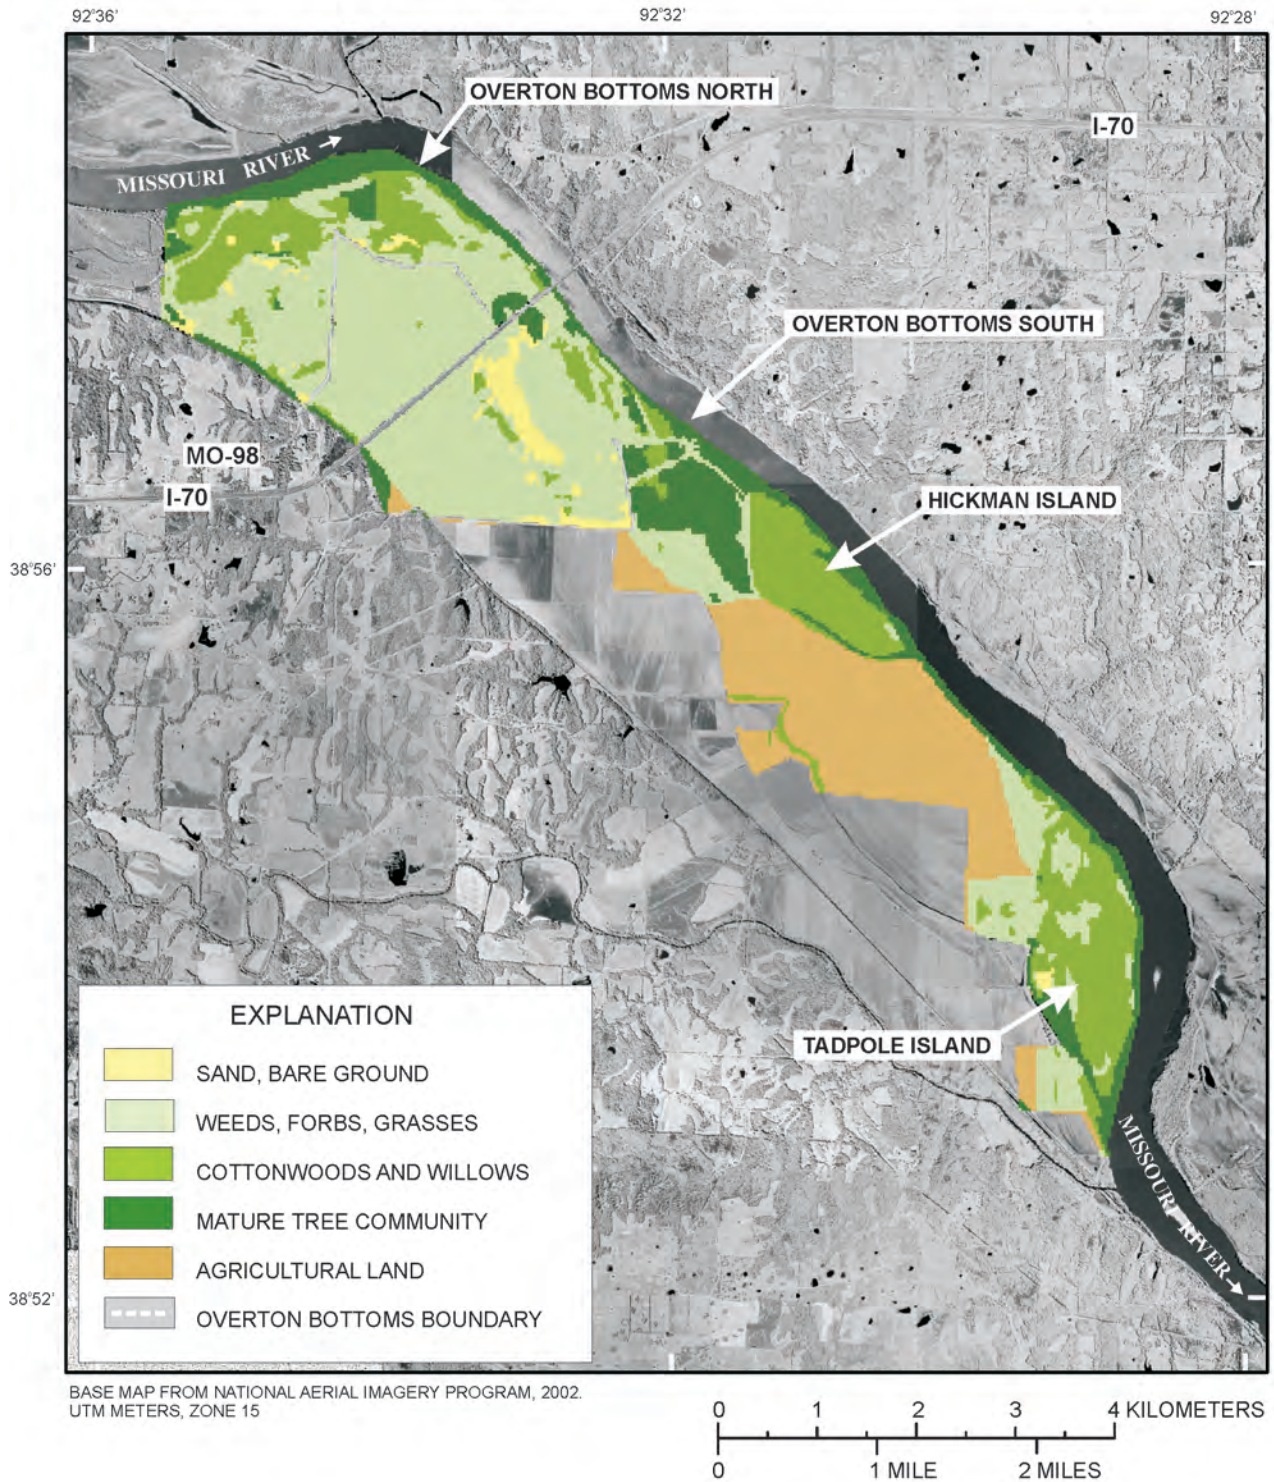 92°36'
92°32'
92°28'
OVERTON BOTTOMS NORTH
I-70
MISSOURI RIVER →
OVERTON BOTTOMS SOUTH
MO-98
I-70
HICKMAN ISLAND
38°56'
TADPOLE ISLAND
EXPLANATION
SAND, BARE GROUND
WEEDS, FORBS, GRASSES
COTTONWOODS AND WILLOWS
MATURE TREE COMMUNITY
AGRICULTURAL LAND
OVERTON BOTTOMS BOUNDARY
MISSOURI RIVER →
38°52'
BASE MAP FROM NATIONAL AERIAL IMAGERY PROGRAM, 2002.
UTM METERS, ZONE 15
0 1 2 3 4 KILOMETERS
0 1 MILE 2 MILES